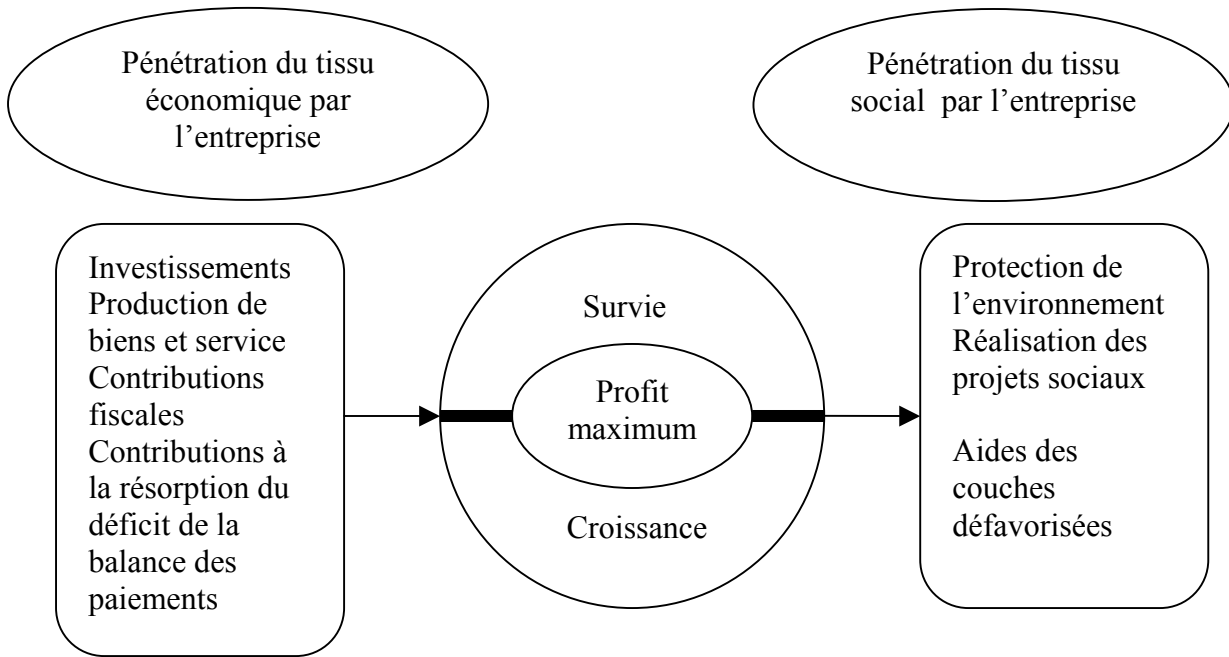 Pénétration du tissu
économique par
l’entreprise
Pénétration du tissu
social par l’entreprise
Investissements
Production de
biens et service
Contributions
fiscales
Contributions à
la résorption du
déficit de la
balance des
paiements
Survie
Profit
maximum
Croissance
Protection de
l’environnement
Réalisation des
projets sociaux
Aides des
couches
défavorisées